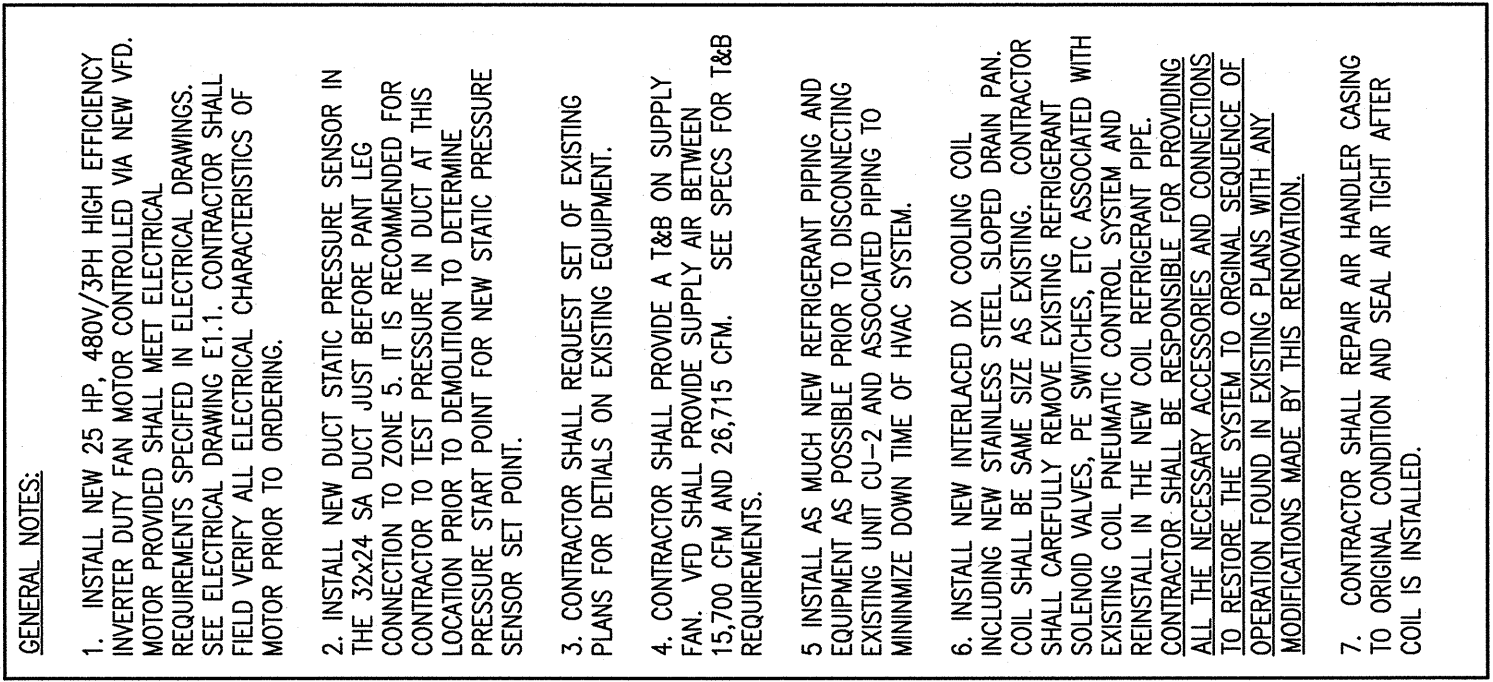 GENERAL NOTES:
1. INSTALL NEW 25 HP, 480V/3PH HIGH EFFICIENCY
INVERTER DUTY FAN MOTOR CONTROLLED VIA NEW VFD.
MOTOR PROVIDED SHALL MEET ELECTRICAL
REQUIREMENTS SPECIFED IN ELECTRICAL DRAWINGS.
SEE ELECTRICAL DRAWING E1.1. CONTRACTOR SHALL
FIELD VERIFY ALL ELECTRICAL CHARACTERISTICS OF
MOTOR PRIOR TO ORDERING.
2. INSTALL NEW DUCT STATIC PRESSURE SENSOR IN
THE 32x24 SA DUCT JUST BEFORE PANT LEG
CONNECTION TO ZONE 5. IT IS RECOMMENDED FOR
CONTRACTOR TO TEST PRESSURE IN DUCT AT THIS
LOCATION PRIOR TO DEMOLITION TO DETERMINE
PRESSURE START POINT FOR NEW STATIC PRESSURE
SENSOR SET POINT.
3. CONTRACTOR SHALL REQUEST SET OF EXISTING
PLANS FOR DETIALS ON EXISTING EQUIPMENT.
4. CONTRACTOR SHALL PROVIDE A T&B ON SUPPLY
FAN. VFD SHALL PROVIDE SUPPLY AIR BETWEEN
15,700 CFM AND 26,715 CFM. SEE SPECS FOR T&B
REQUIREMENTS.
5 INSTALL AS MUCH NEW REFRIGERANT PIPING AND
EQUIPMENT AS POSSIBLE PRIOR TO DISCONNECTING
EXISTING UNIT CU-2 AND ASSOCIATED PIPING TO
MININMIZE DOWN TIME OF HVAC SYSTEM.
6. INSTALL NEW INTERLACED DX COOLING COIL
INCLUDING NEW STAINLESS STEEL SLOPED DRAIN PAN.
COIL SHALL BE SAME SIZE AS EXISTING. CONTRACTOR
SHALL CAREFULLY REMOVE EXISTING REFRIGERANT
SOLENOID VALVES, PE SWITCHES, ETC ASSOCIATED WITH
EXISTING COIL PNEUMATIC CONTROL SYSTEM AND
REINSTALL IN THE NEW COIL REFRIGERANT PIPE.
CONTRACTOR SHALL BE RESPONSIBLE FOR PROVIDING
ALL THE NECESSARY ACCESSORIES AND CONNECTIONS
TO RESTORE THE SYSTEM TO ORGINAL SEQUENCE OF
OPERATION FOUND IN EXISTING PLANS WITH ANY
MODIFICATIONS MADE BY THIS RENOVATION.
7. CONTRACTOR SHALL REPAIR AIR HANDLER CASING
TO ORIGINAL CONDITION AND SEAL AIR TIGHT AFTER
COIL IS INSTALLED.